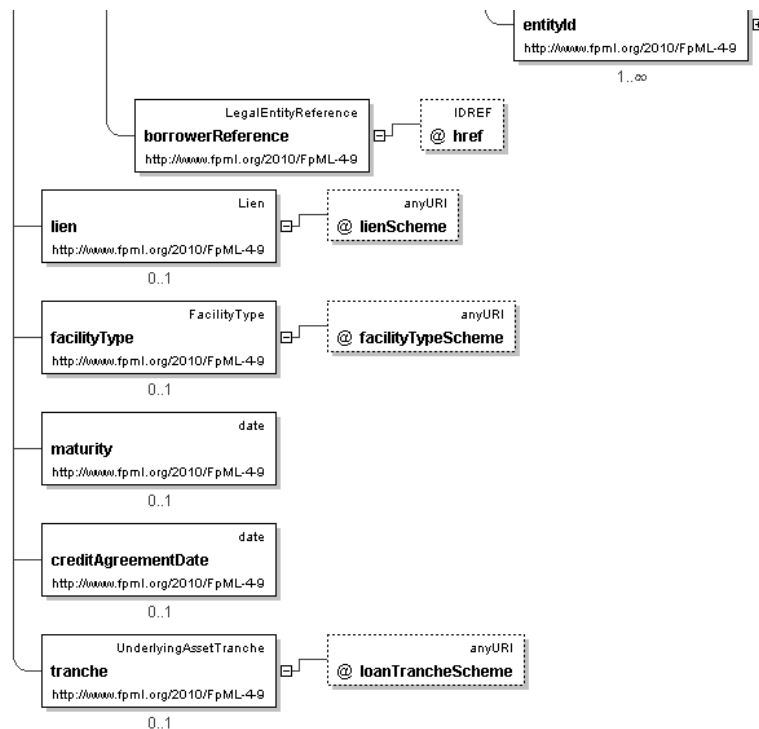 entityId
http://www.fpml.org/2010/FpML-4-9
1..∞
LegalEntityReference
borrowerReference
http://www.fpml.org/2010/FpML-4-9
IDREF
@ href
Lien
lien
http://www.fpml.org/2010/FpML-4-9
0..1
anyURI
@ lienScheme
FacilityType
facilityType
http://www.fpml.org/2010/FpML-4-9
0..1
anyURI
@ facilityTypeScheme
date
maturity
http://www.fpml.org/2010/FpML-4-9
0..1
date
creditAgreementDate
http://www.fpml.org/2010/FpML-4-9
0..1
UnderlyingAssetTranche
tranche
http://www.fpml.org/2010/FpML-4-9
0..1
anyURI
@ loanTrancheScheme